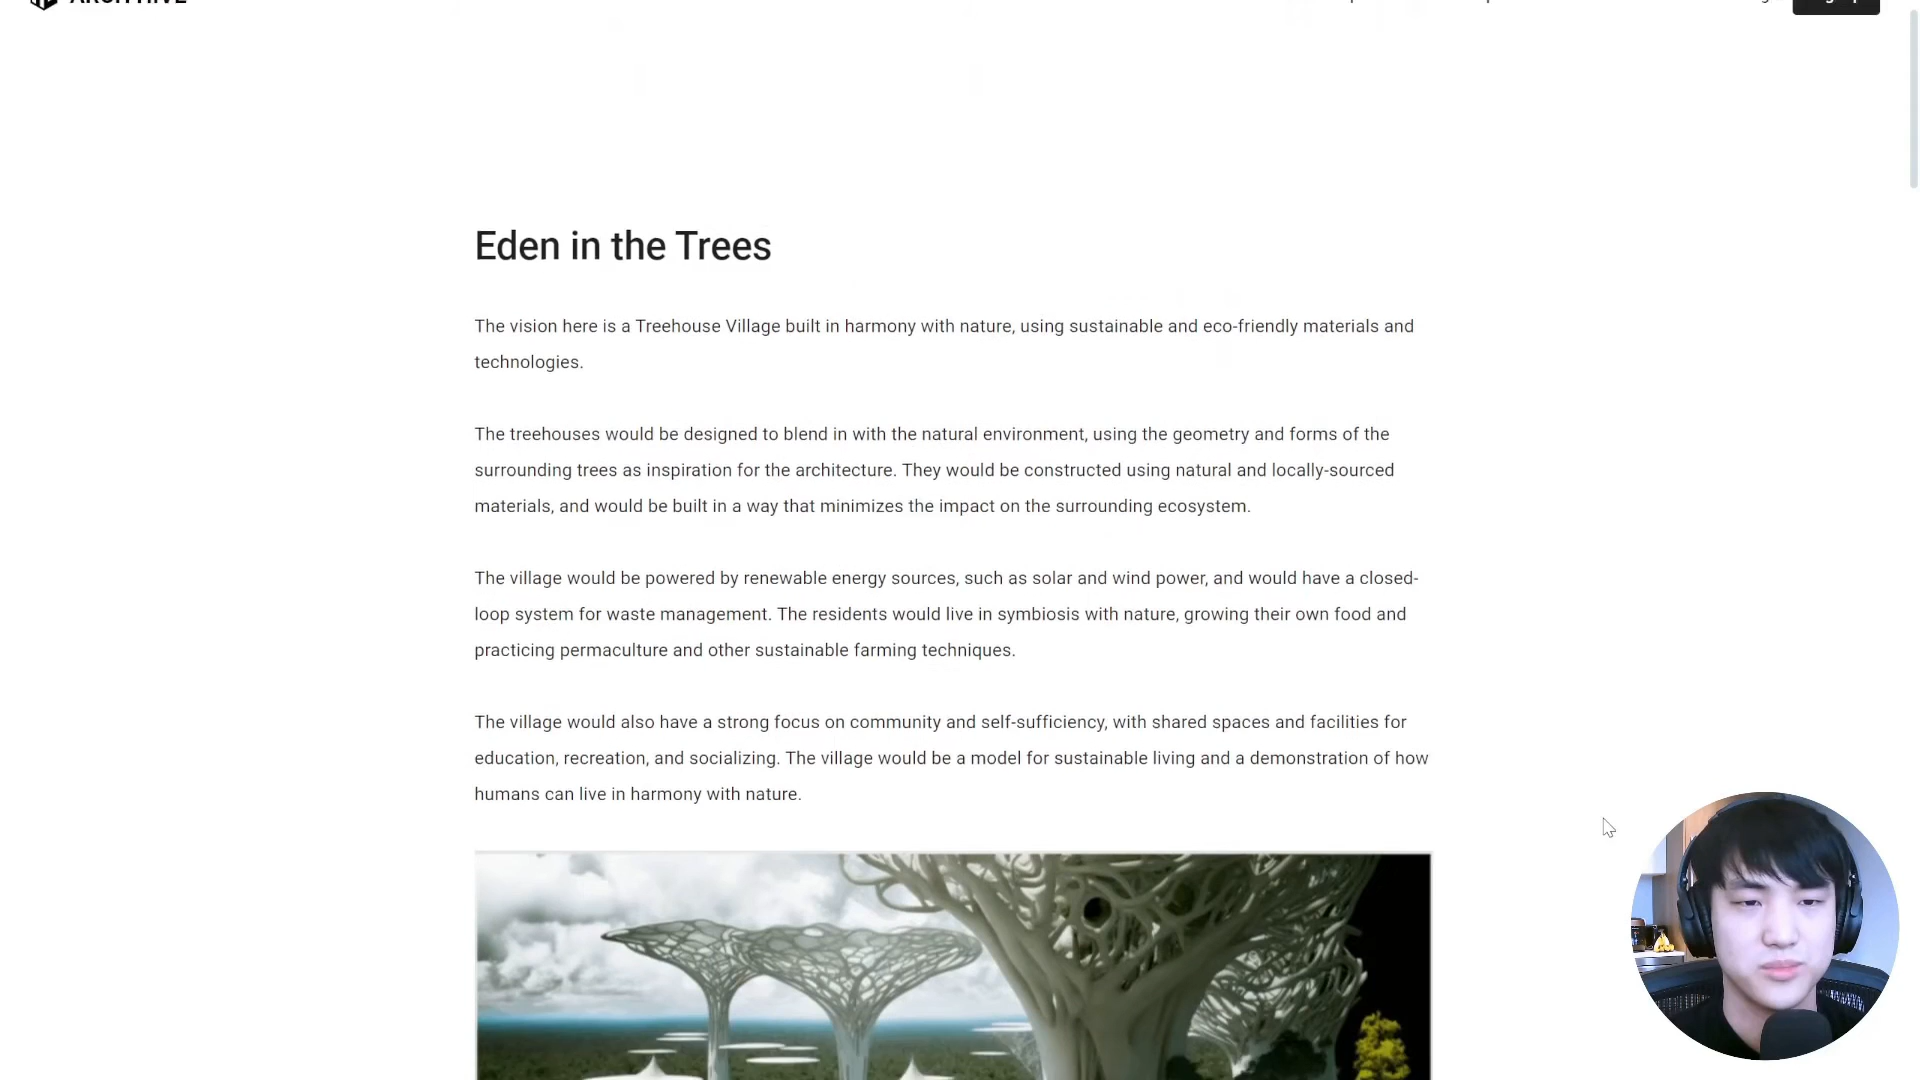 Eden in the Trees
The vision here is a Treehouse Village built in harmony with nature, using sustainable and eco-friendly materials and
technologies.
The treehouses would be designed to blend in with the natural environment, using the geometry and forms of the
surrounding trees as inspiration for the architecture. They would be constructed using natural and locally-sourced
materials, and would be built in a way that minimizes the impact on the surrounding ecosystem.
The village would be powered by renewable energy sources, such as solar and wind power, and would have a closed-
loop system for waste management. The residents would live in symbiosis with nature, growing their own food and
practicing permaculture and other sustainable farming techniques.
The village would also have a strong focus on community and self-sufficiency, with shared spaces and facilities for
education, recreation, and socializing. The village would be a model for sustainable living and a demonstration of how
humans can live in harmony with nature.